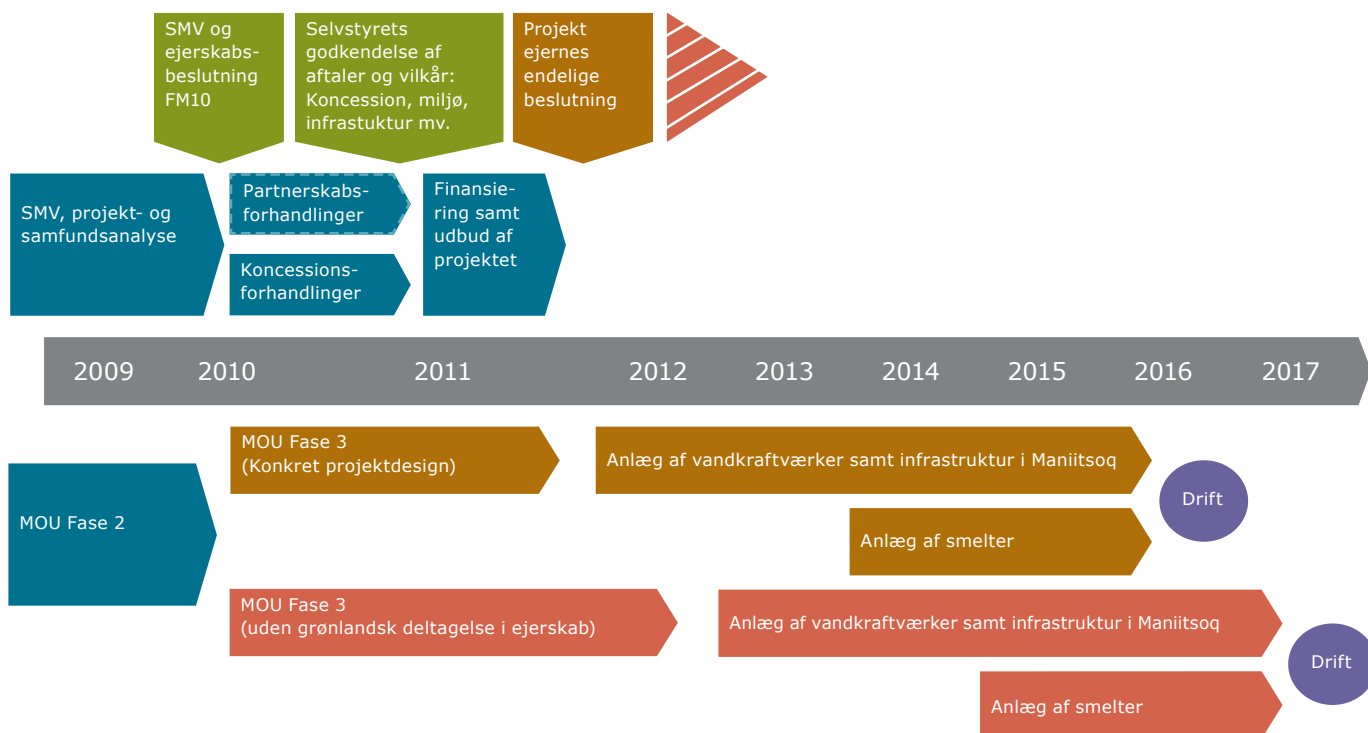 SMV og
ejerskabs-
beslutning
FM10
Selvstyrets
godkendelse af
aftaler og vilkår:
Koncession, miljø,
infrastuktur mv.
Projekt
ejernes
endelige
beslutning
SMV, projekt- og
samfundsanalyse
Partnerskabs-
forhandlinger
Koncessions-
forhandlinger
Finansie-
ring samt
udbud af
projektet
2009 2010 2011 2012 2013 2014 2015 2016 2017
MOU Fase 2
MOU Fase 3
(Konkret projektdesign)
Anlæg af vandkraftværker samt infrastruktur i Maniitsoq
Drift
Anlæg af smelter
MOU Fase 3
(uden grønlandsk deltagelse i ejerskab)
Anlæg af vandkraftværker samt infrastruktur i Maniitsoq
Drift
Anlæg af smelter